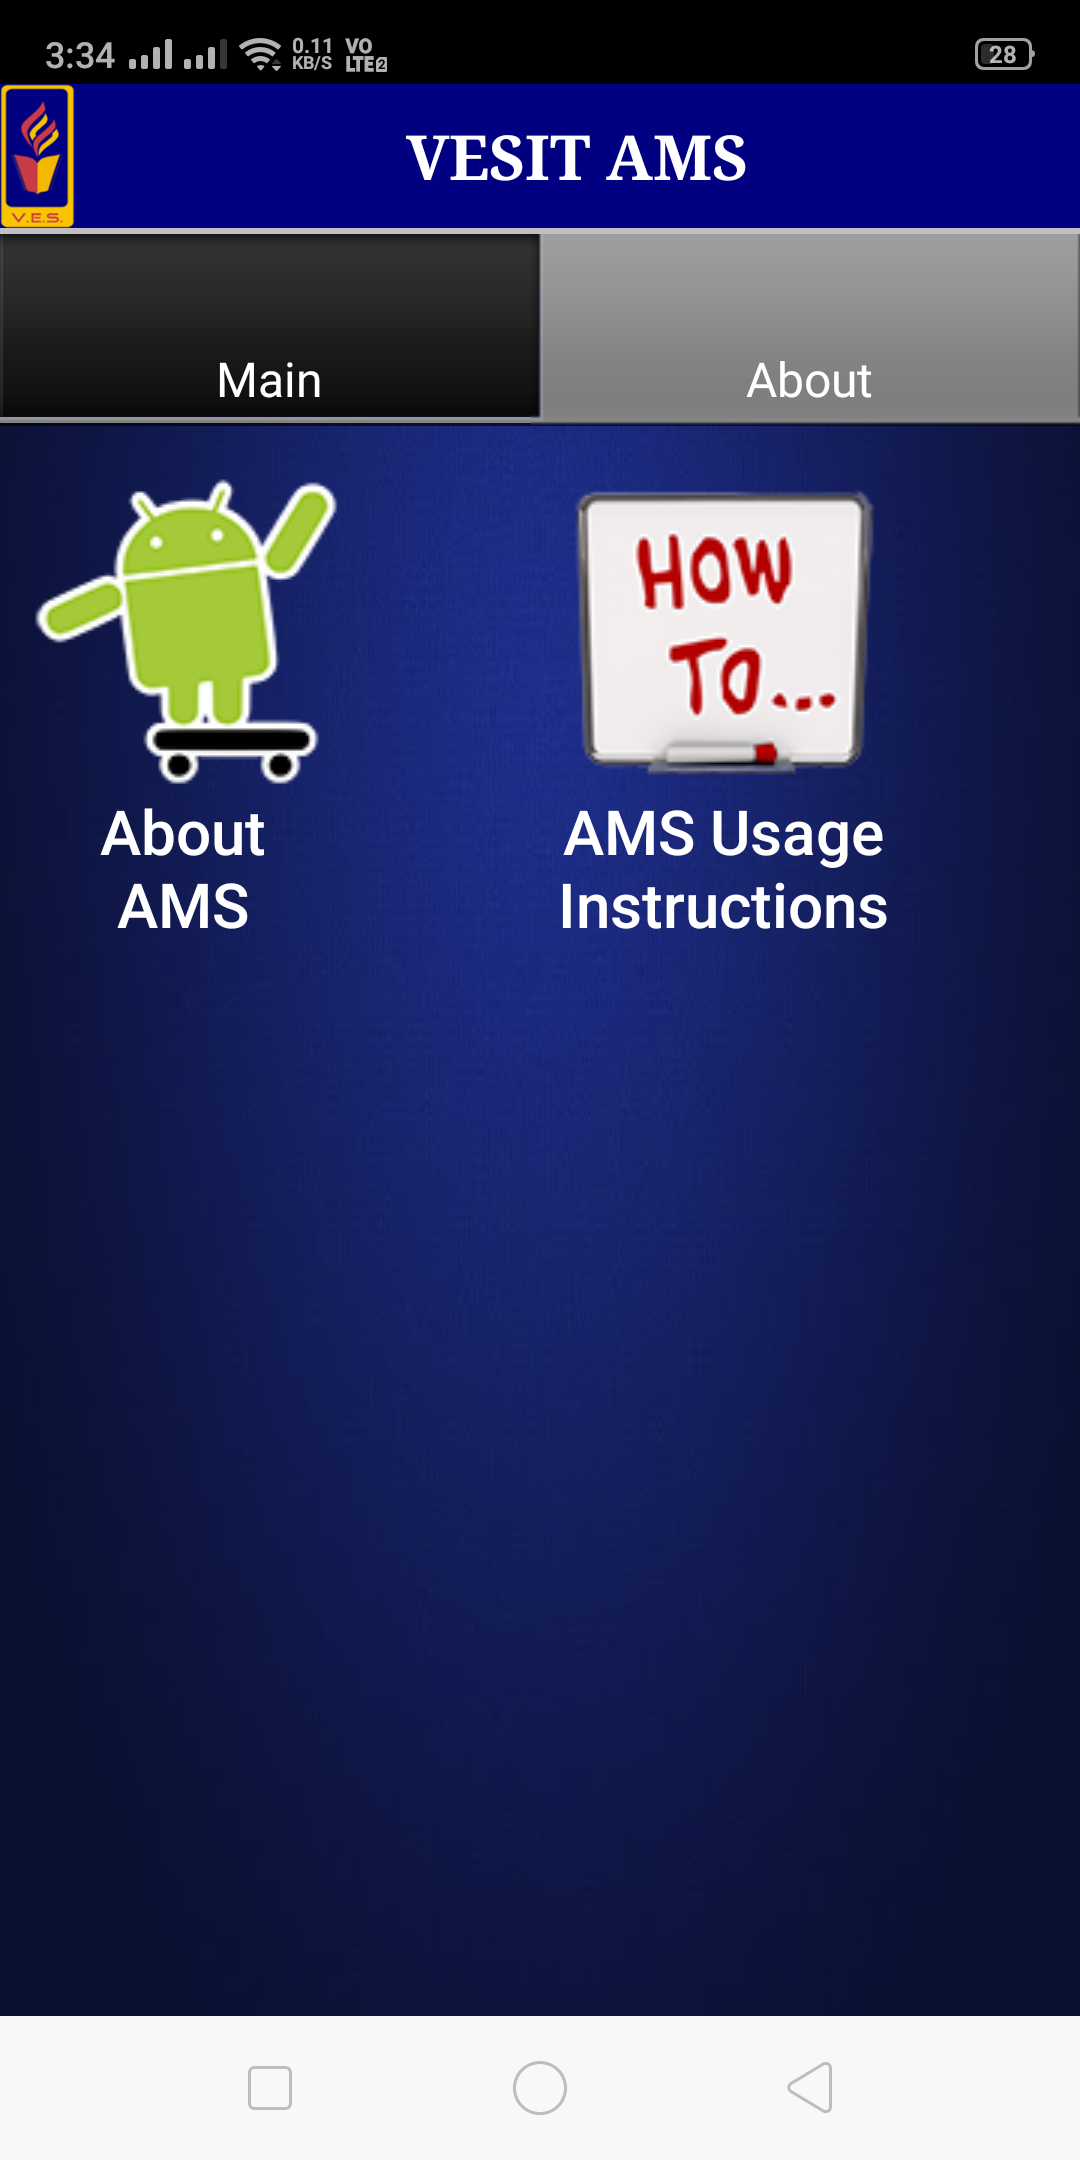 3:34 0.11 KB/S VO LTE2 28
V.E.S.
VESIT AMS
Main About
HOW
TO...
About
AMS
AMS Usage
Instructions